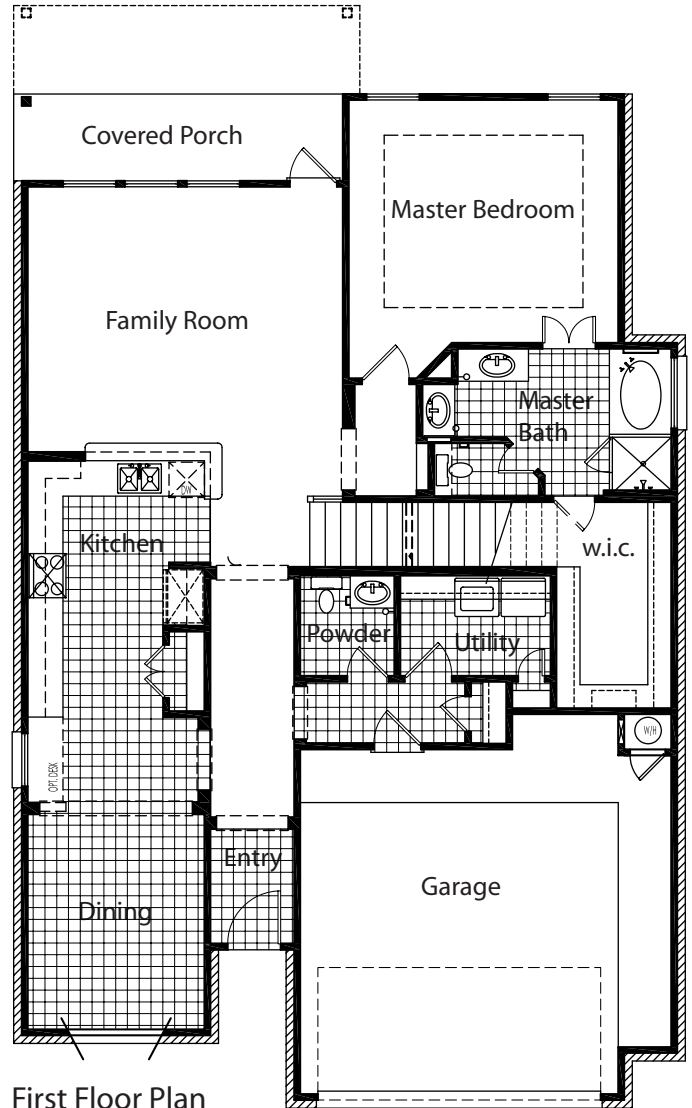 Covered Porch
Master Bedroom
Family Room
Master
Bath
DW
Kitchen
w.i.c.
Powder
Utility
W/H
OPT. DESK
Entry
Garage
Dining
First Floor Plan